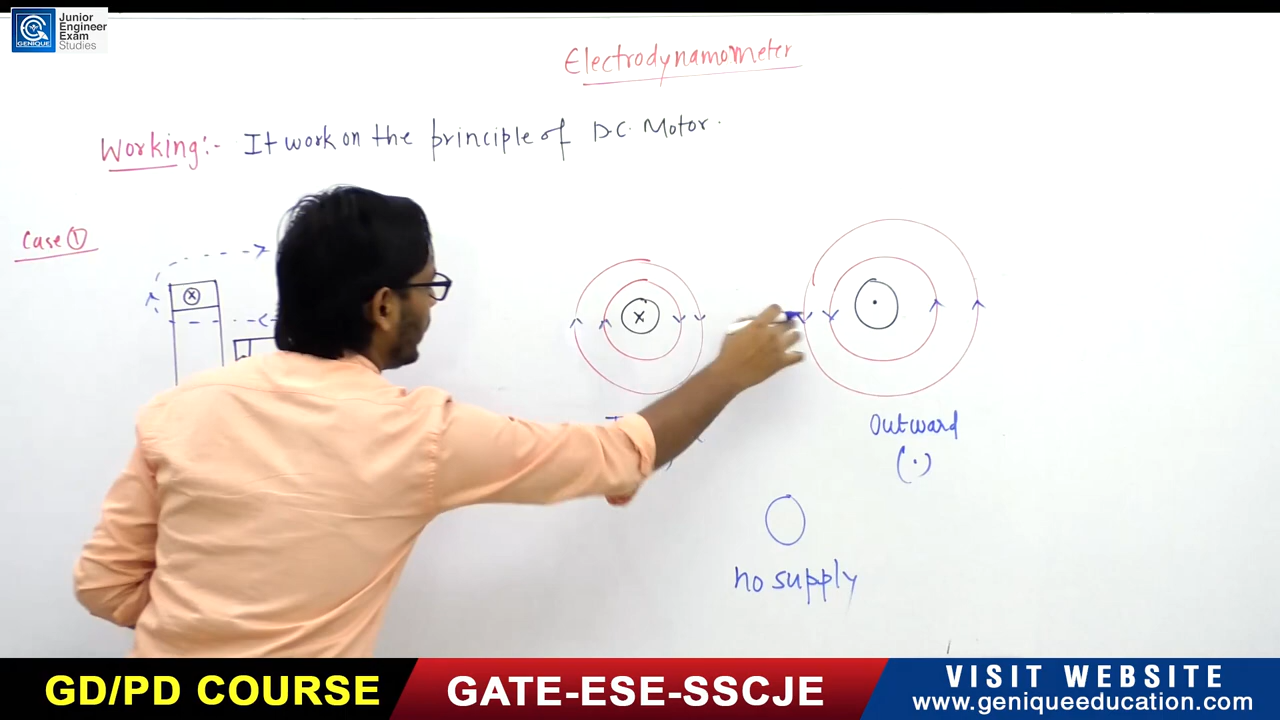 GENIQUE
Junior
Engineer
Exam
Studies
Electrodynamometer
Working:- It work on the principle of D.C. Motor.
Case ①
x
x
Outward
(·)
no supply
GD/PD COURSE
GATE-ESE-SSCJE
VISIT WEBSITE
www.geniqueeducation.com